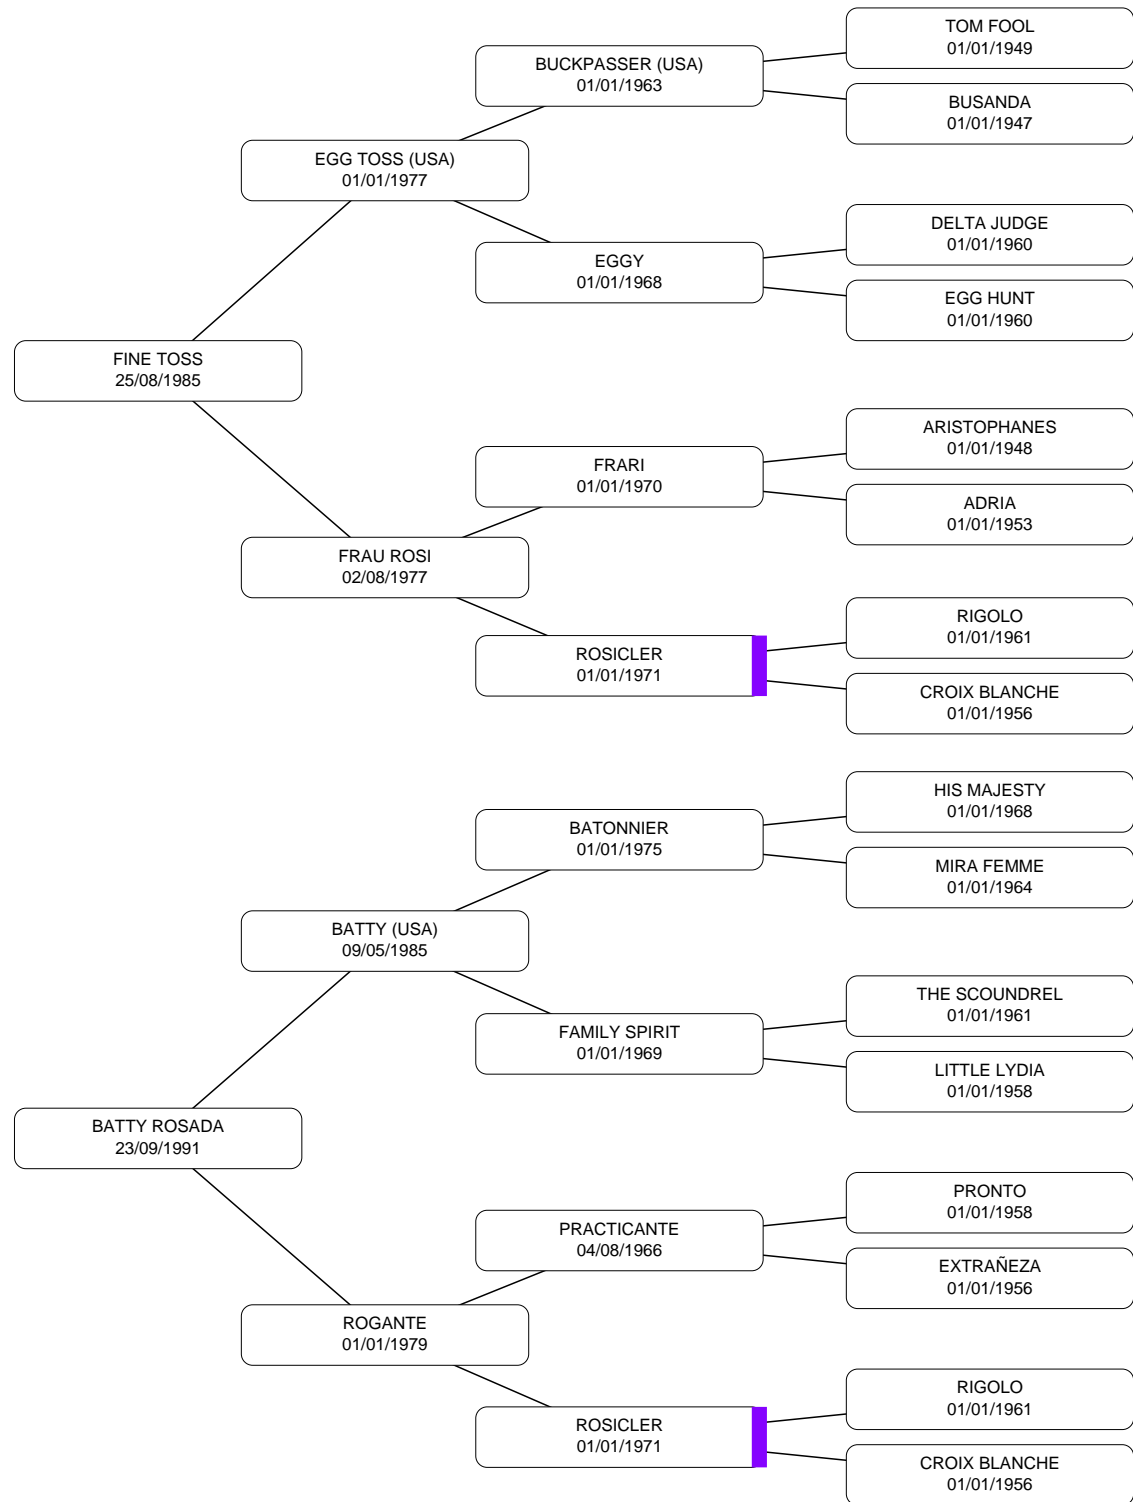 TOM FOOL
01/01/1949
BUCKPASSER (USA)
01/01/1963
BUSANDA
01/01/1947
EGG TOSS (USA)
01/01/1977
DELTA JUDGE
01/01/1960
EGGY
01/01/1968
EGG HUNT
01/01/1960
FINE TOSS
25/08/1985
ARISTOPHANES
01/01/1948
FRARI
01/01/1970
ADRIA
01/01/1953
FRAU ROSI
02/08/1977
RIGOLO
01/01/1961
ROSICLER
01/01/1971
CROIX BLANCHE
01/01/1956
HIS MAJESTY
01/01/1968
BATONNIER
01/01/1975
MIRA FEMME
01/01/1964
BATTY (USA)
09/05/1985
THE SCOUNDREL
01/01/1961
FAMILY SPIRIT
01/01/1969
LITTLE LYDIA
01/01/1958
BATTY ROSADA
23/09/1991
PRONTO
01/01/1958
PRACTICANTE
04/08/1966
EXTRAÑEZA
01/01/1956
ROGANTE
01/01/1979
RIGOLO
01/01/1961
ROSICLER
01/01/1971
CROIX BLANCHE
01/01/1956